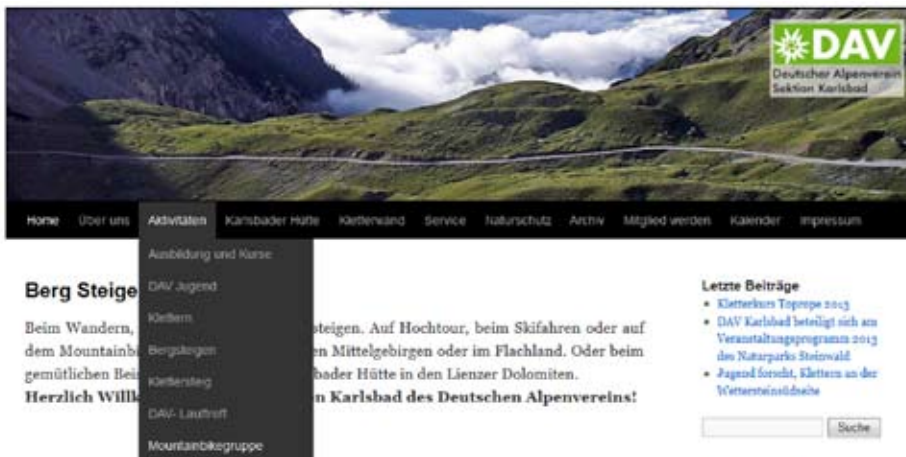 DAV
Deutscher Alpenverein
Sektion Karlsbad
Home Über uns Aktivitäten Karlsbader Hütte Kletterwand Service Naturschutz Archiv Mitglied werden Kalender Impressum
Ausbildung und Kurse
DAV Jugend
Klettern
Bergsteigen
Klettersteig
DAV- Lauftreff
Mountainbikegruppe
Berg Steige
Beim Wandern, steigen. Auf Hochtour, beim Skifahren oder auf
dem Mountainbi en Mittelgebirgen oder im Flachland. Oder beim
gemütlichen Bei bader Hütte in den Lienzer Dolomiten.
Herzlich Willk n Karlsbad des Deutschen Alpenvereins!
Letzte Beiträge
Kletterkurs Toprope 2013
DAV Karlsbad beteiligt sich am
Veranstaltungsprogramm 2013
des Naturparks Steinwald
Jugend forscht, Klettern an der
Wettersteinsüdseite
Suche